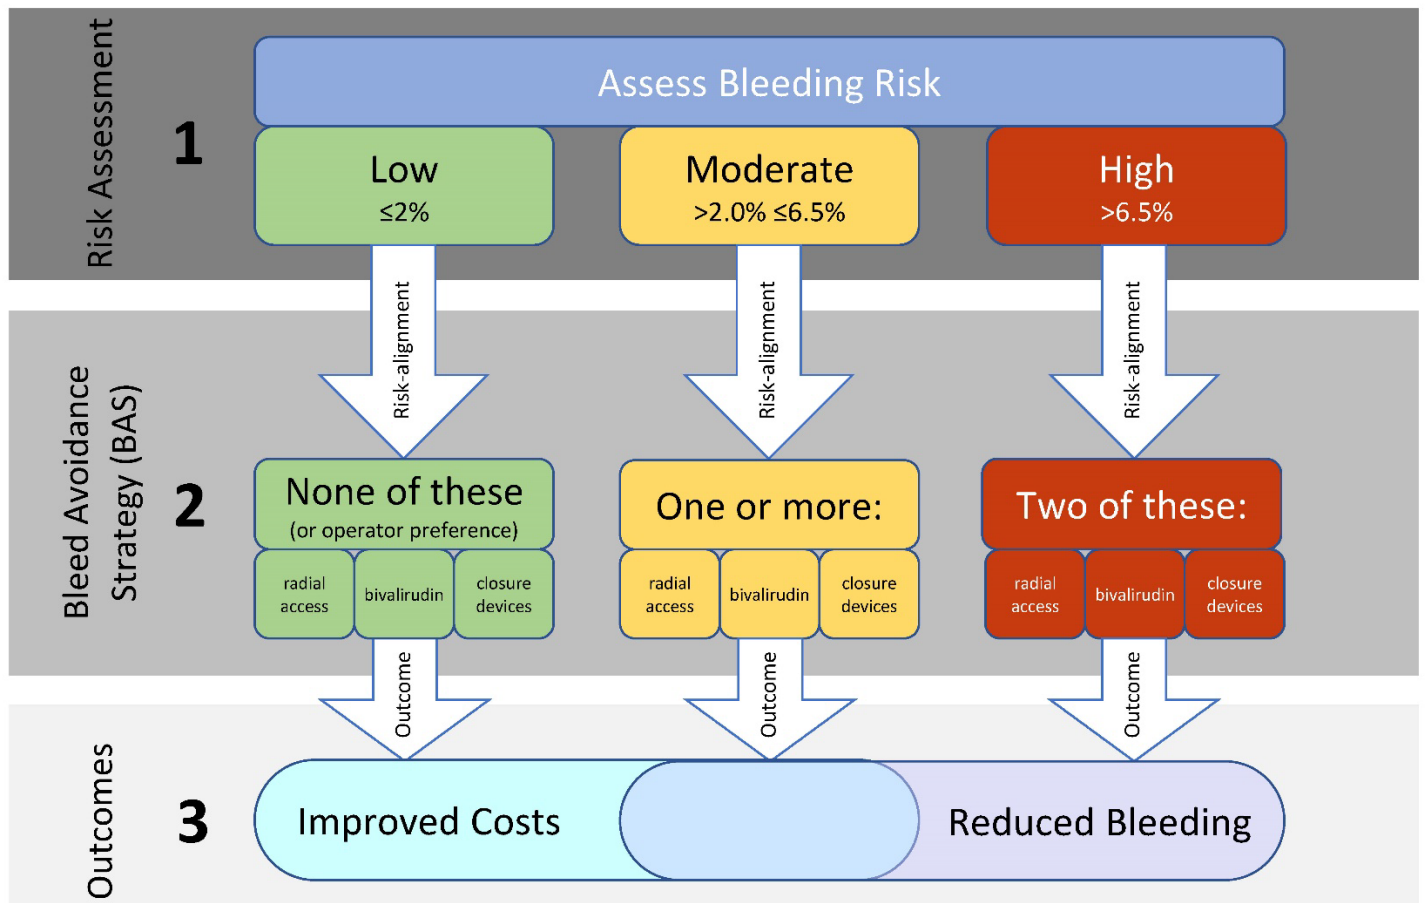 Risk Assessment
1
Assess Bleeding Risk
Low
≤2%
Moderate
>2.0% ≤6.5%
High
>6.5%
Risk-alignment
Risk-alignment
Risk-alignment
Bleed Avoidance
Strategy (BAS)
2
None of these
(or operator preference)
radial
access
bivalirudin
closure
devices
One or more:
radial
access
bivalirudin
closure
devices
Two of these:
radial
access
bivalirudin
closure
devices
Outcome
Outcome
Outcome
Outcomes
3
Improved Costs
Reduced Bleeding